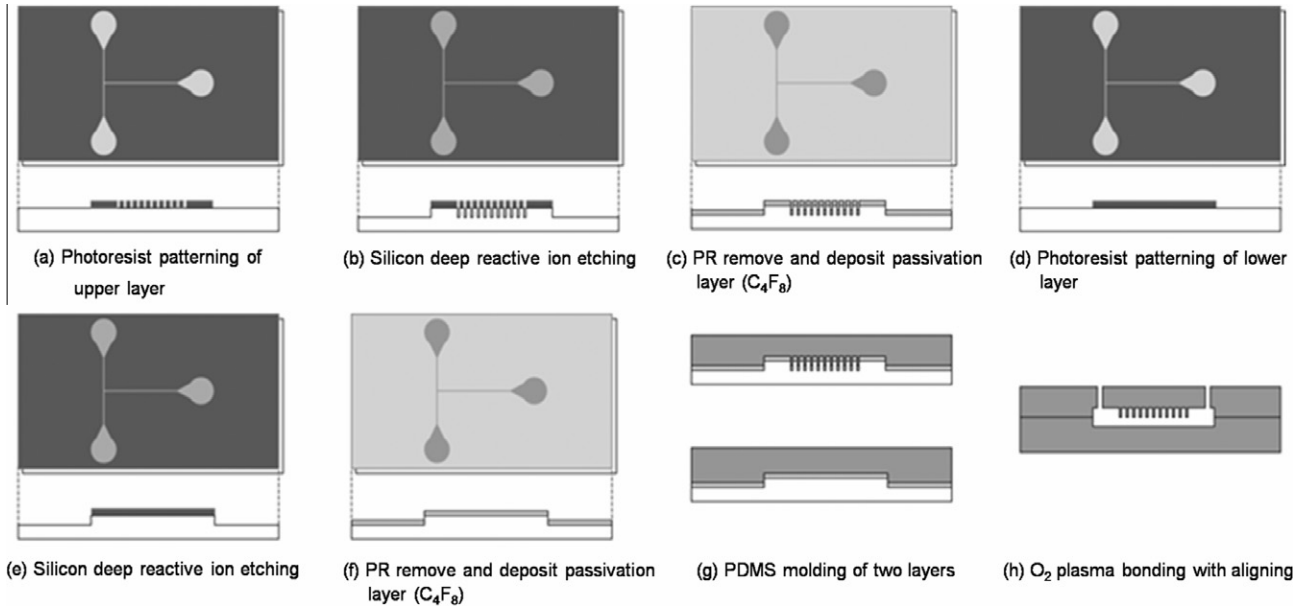 (a) Photoresist patterning of
upper layer
(b) Silicon deep reactive ion etching
(c) PR remove and deposit passivation
layer (C₄F₈)
(d) Photoresist patterning of lower
layer
(e) Silicon deep reactive ion etching
(f) PR remove and deposit passivation
layer (C₄F₈)
(g) PDMS molding of two layers
(h) O₂ plasma bonding with aligning